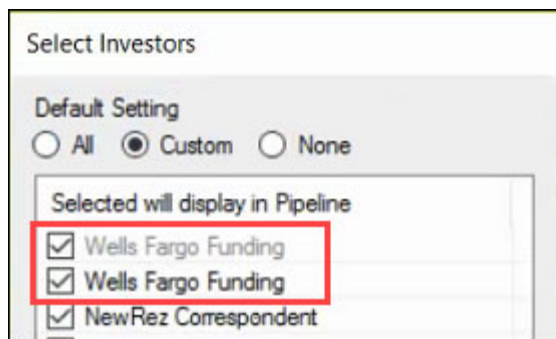 Select Investors
Default Setting
All Custom None
Selected will display in Pipeline
Wells Fargo Funding
Wells Fargo Funding
NewRez Correspondent